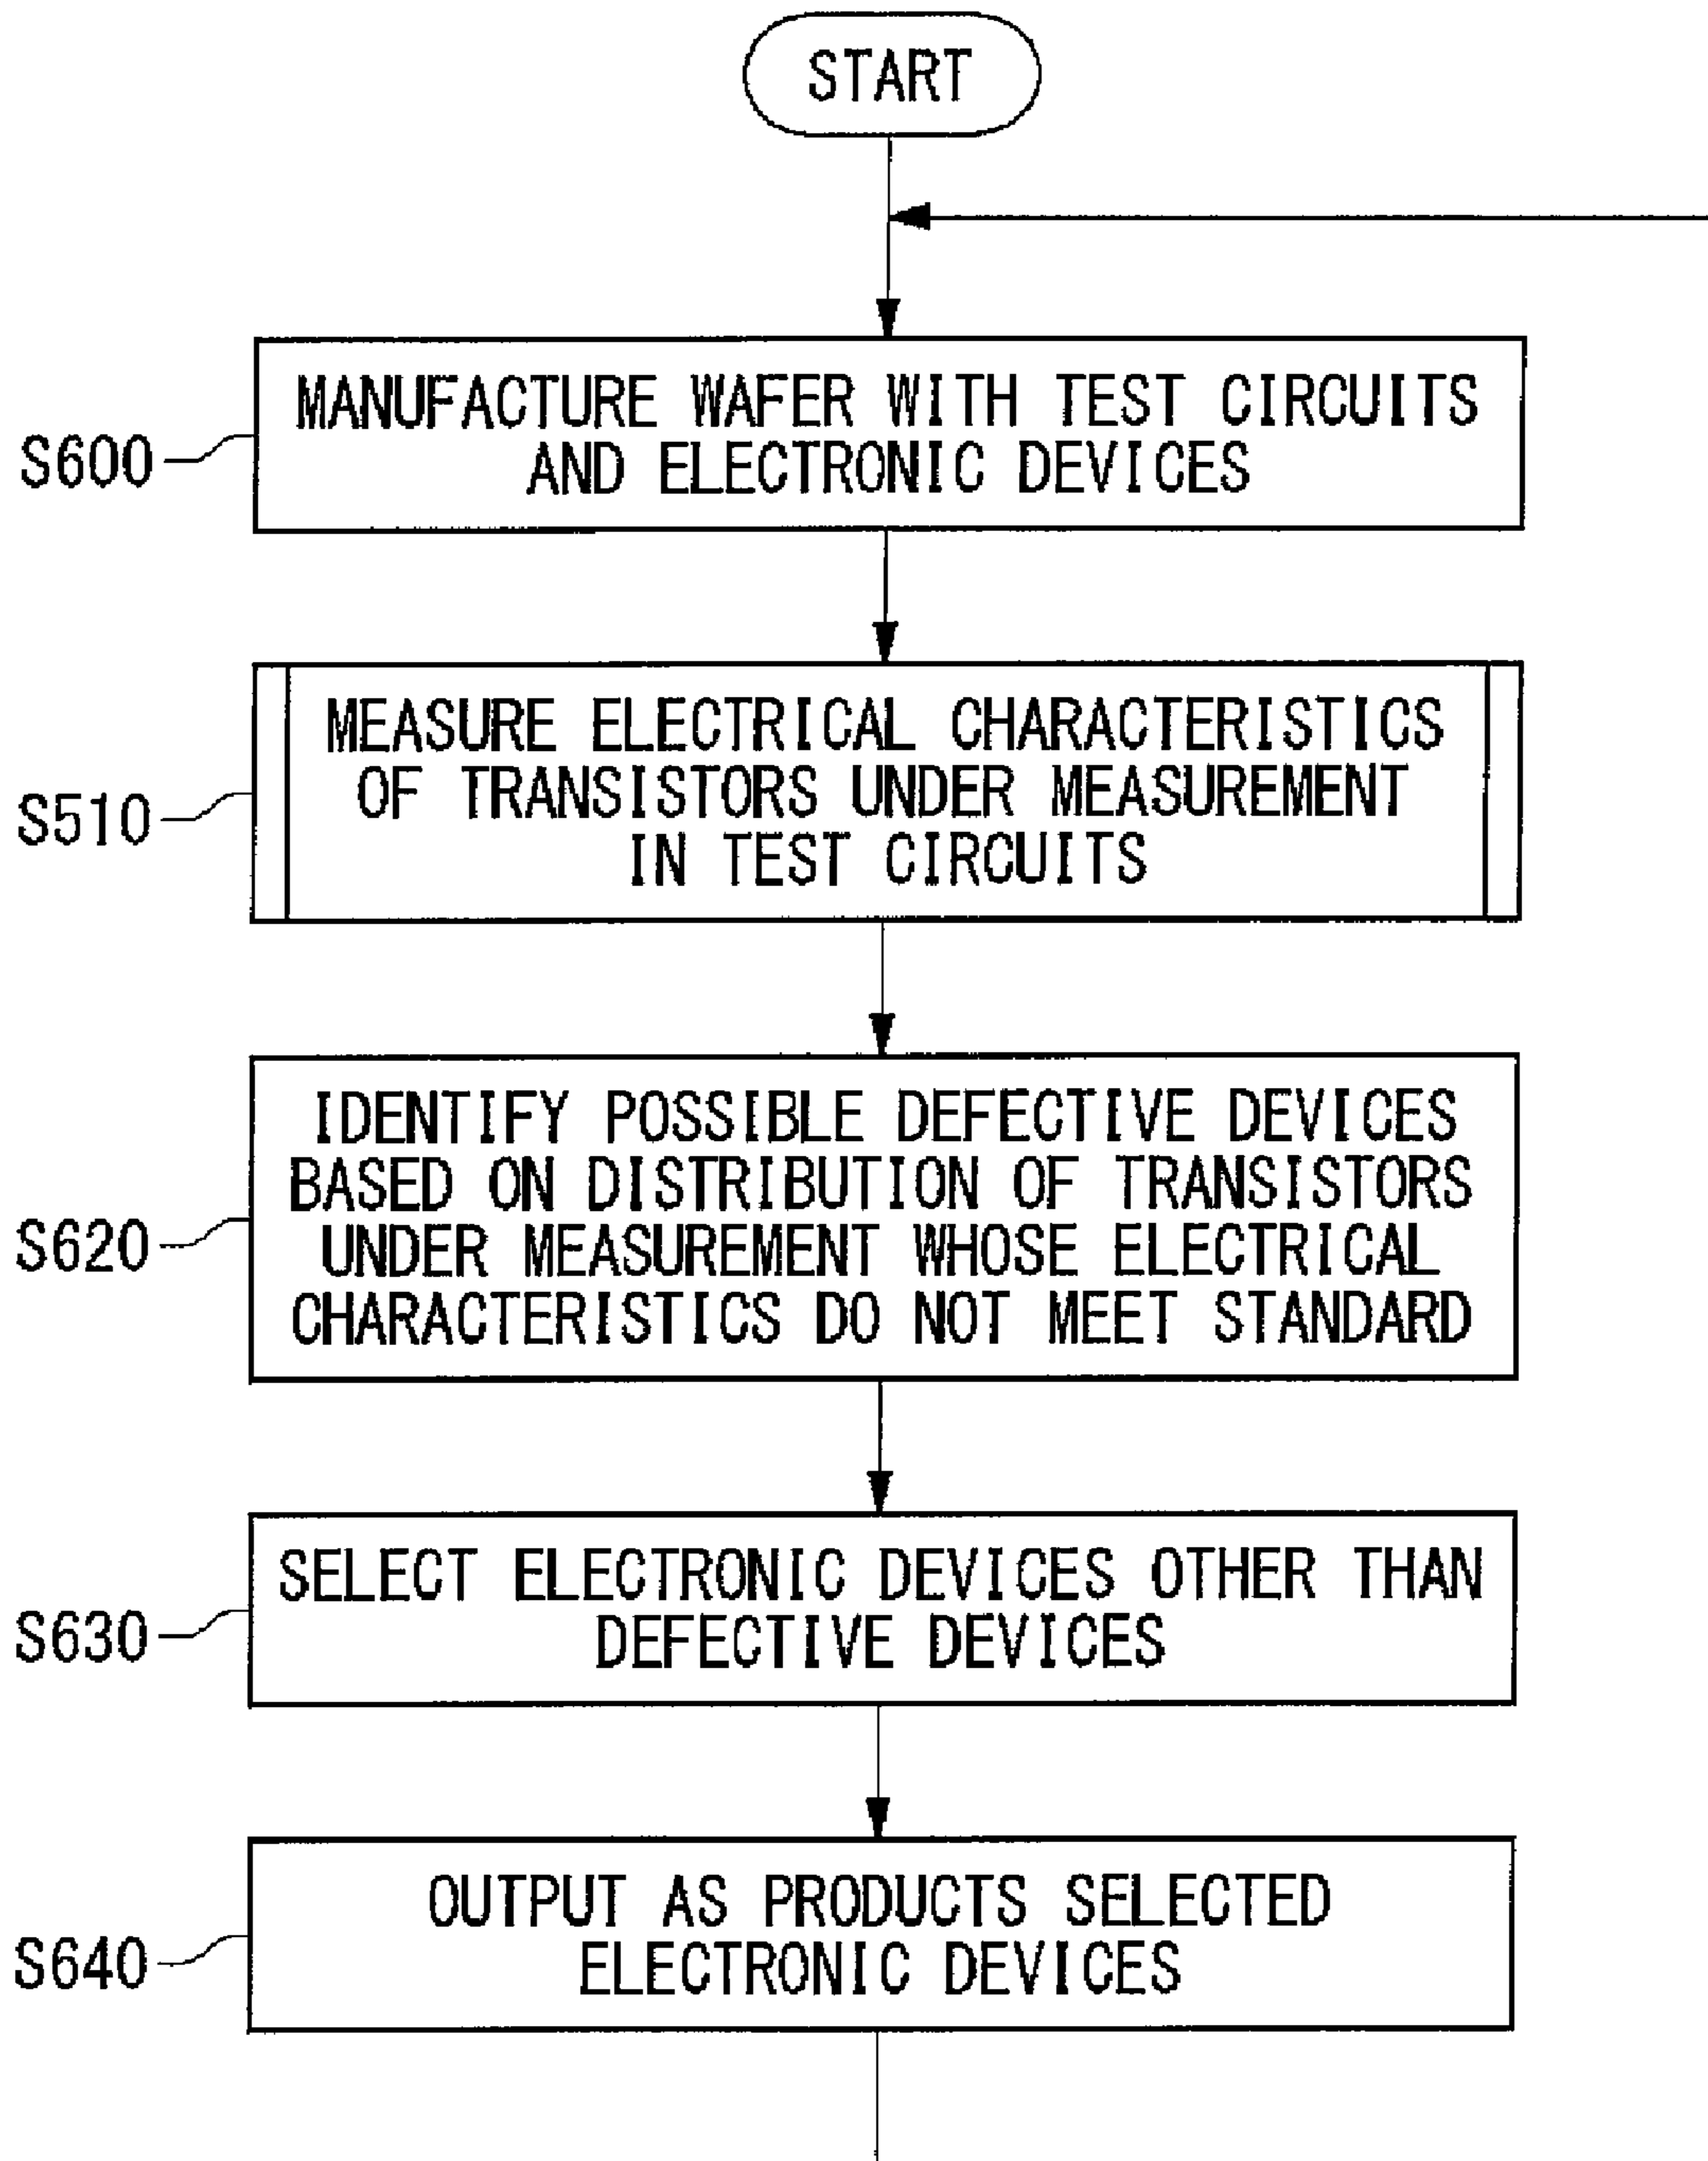 START
S600
MANUFACTURE WAFER WITH TEST CIRCUITS
AND ELECTRONIC DEVICES
S510
MEASURE ELECTRICAL CHARACTERISTICS
OF TRANSISTORS UNDER MEASUREMENT
IN TEST CIRCUITS
S620
IDENTIFY POSSIBLE DEFECTIVE DEVICES
BASED ON DISTRIBUTION OF TRANSISTORS
UNDER MEASUREMENT WHOSE ELECTRICAL
CHARACTERISTICS DO NOT MEET STANDARD
S630
SELECT ELECTRONIC DEVICES OTHER THAN
DEFECTIVE DEVICES
S640
OUTPUT AS PRODUCTS SELECTED
ELECTRONIC DEVICES